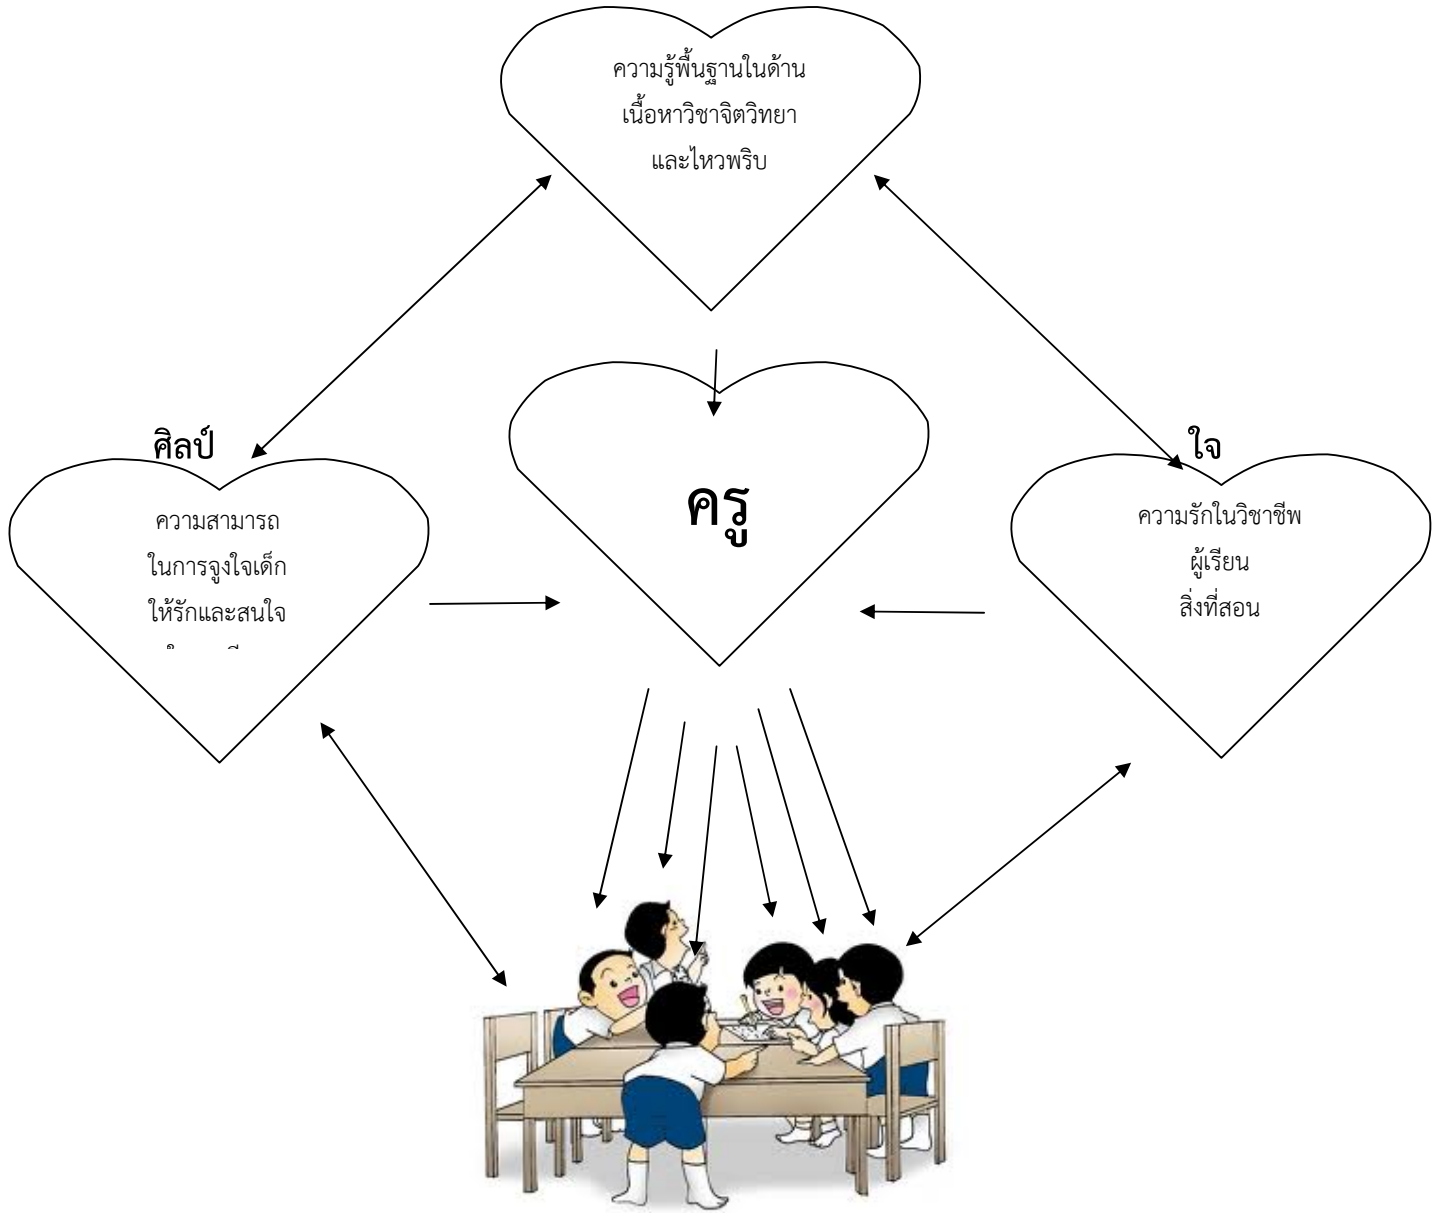 ความรู้พื้นฐานในด้าน
เนื้อหาวิชาจิตวิทยา
และไหวพริบ
ศิลป์
ความสามารถ
ในการจูงใจเด็ก
ให้รักและสนใจ
ครู
ใจ
ความรักในวิชาชีพ
ผู้เรียน
สิ่งที่สอน